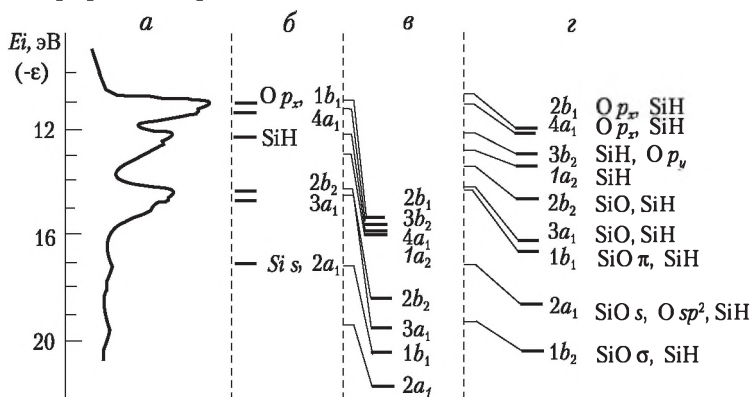 а б в г
Ei, эВ
(-ε)
12
16
20
O pₓ, 1b₁
4a₁
SiH
2b₂
3a₁
Si s, 2a₁
2b₁
3b₂
4a₁
1a₂
2b₂
3a₁
1b₁
2a₁
2b₁ O pₓ, SiH
4a₁ O pₓ, SiH
3b₂ SiH, O p_y
1a₂ SiH
2b₂ SiO, SiH
3a₁ SiO, SiH
1b₁ SiO π, SiH
2a₁ SiO s, O sp², SiH
1b₂ SiO σ, SiH